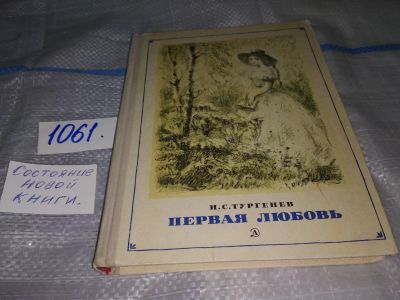 1061.
Состояние
новой
книги.
И.С.ТУРГЕНЕВ
ПЕРВАЯ ЛЮБОВЬ
Д